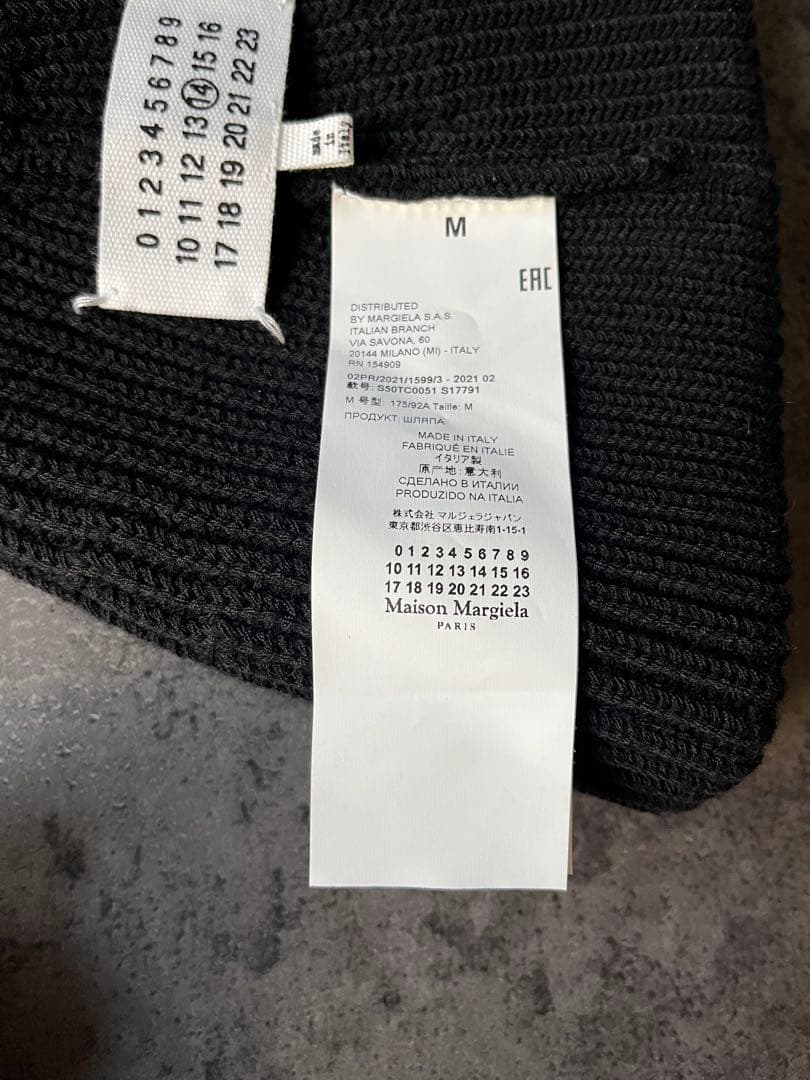 0 1 2 3 4 5 6 7 8 9
10 11 12 13 14 15 16
17 18 19 20 21 22 23
made
in
Italy
M
EAC
DISTRIBUTED
BY MARGIELA S.A.S.
ITALIAN BRANCH
VIA SAVONA, 60
20144 MILANO (MI) - ITALY
RN 154909
02PR/2021/1599/3 - 2021 02
款号: S50TC0051 S17791
M 号型: 175/92A Taille: M
ПРОДУКТ: ШЛЯПА
MADE IN ITALY
FABRIQUÉ EN ITALIE
イタリア製
原产地:意大利
СДЕЛАНО В ИТАЛИИ
PRODUZIDO NA ITALIA
株式会社 マルジェラジャパン
東京都渋谷区恵比寿南1-15-1
0 1 2 3 4 5 6 7 8 9
10 11 12 13 14 15 16
17 18 19 20 21 22 23
Maison Margiela
PARIS